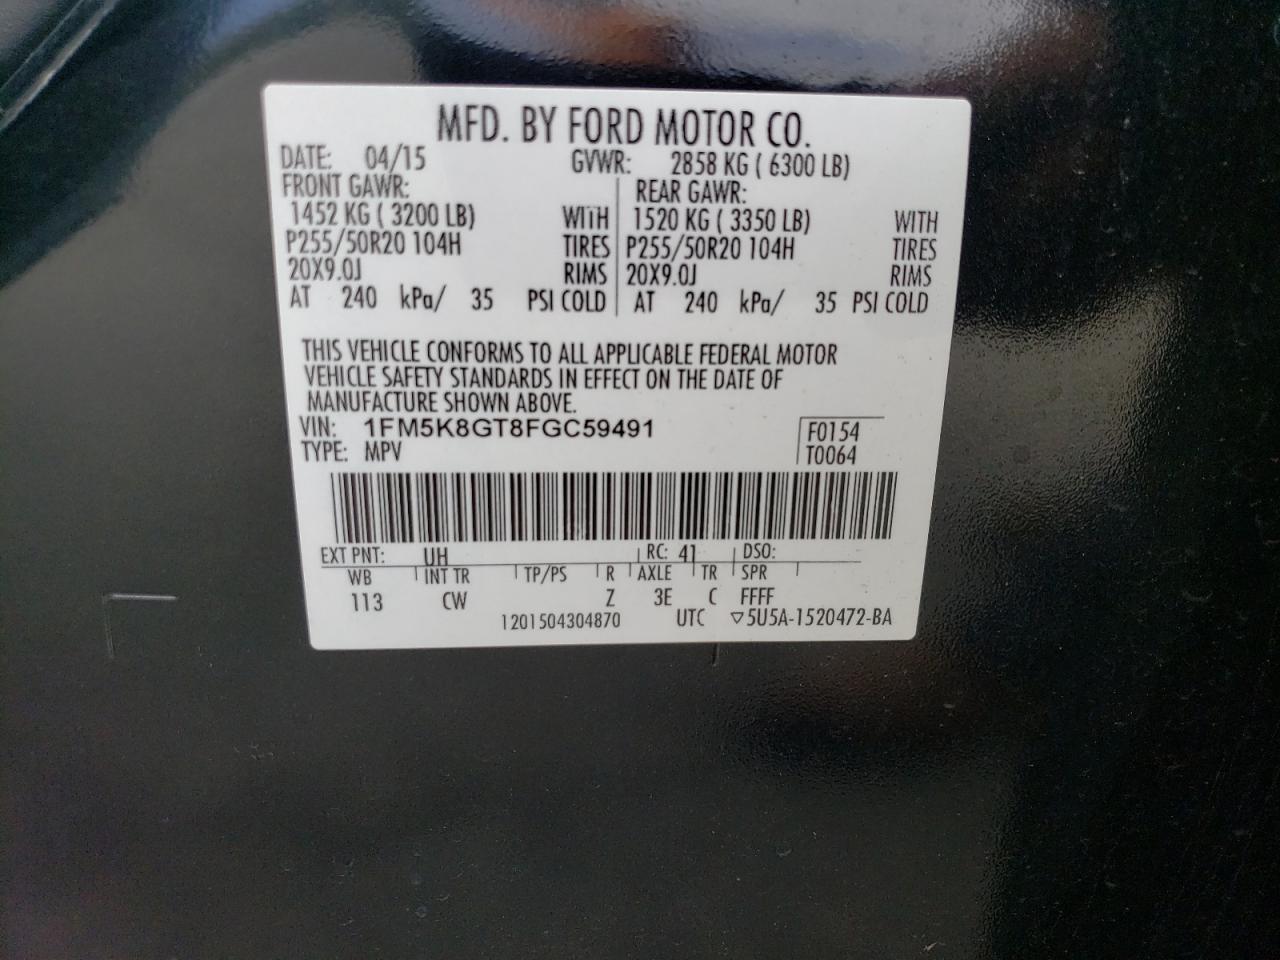 MFD. BY FORD MOTOR CO.
DATE: 04/15 GVWR: 2858 KG ( 6300 LB)
FRONT GAWR: REAR GAWR:
1452 KG ( 3200 LB) WITH 1520 KG ( 3350 LB) WITH
P255/50R20 104H TIRES P255/50R20 104H TIRES
20X9.0J RIMS 20X9.0J RIMS
AT 240 kPa/ 35 PSI COLD AT 240 kPa/ 35 PSI COLD
THIS VEHICLE CONFORMS TO ALL APPLICABLE FEDERAL MOTOR
VEHICLE SAFETY STANDARDS IN EFFECT ON THE DATE OF
MANUFACTURE SHOWN ABOVE.
VIN: 1FM5K8GT8FGC59491 F0154
TYPE: MPV T0064
EXT PNT: UH RC: 41 DSO:
WB INT TR TP/PS R AXLE TR SPR
113 CW Z 3E C FFFF
1201504304870 UTC ▽5U5A-1520472-BA